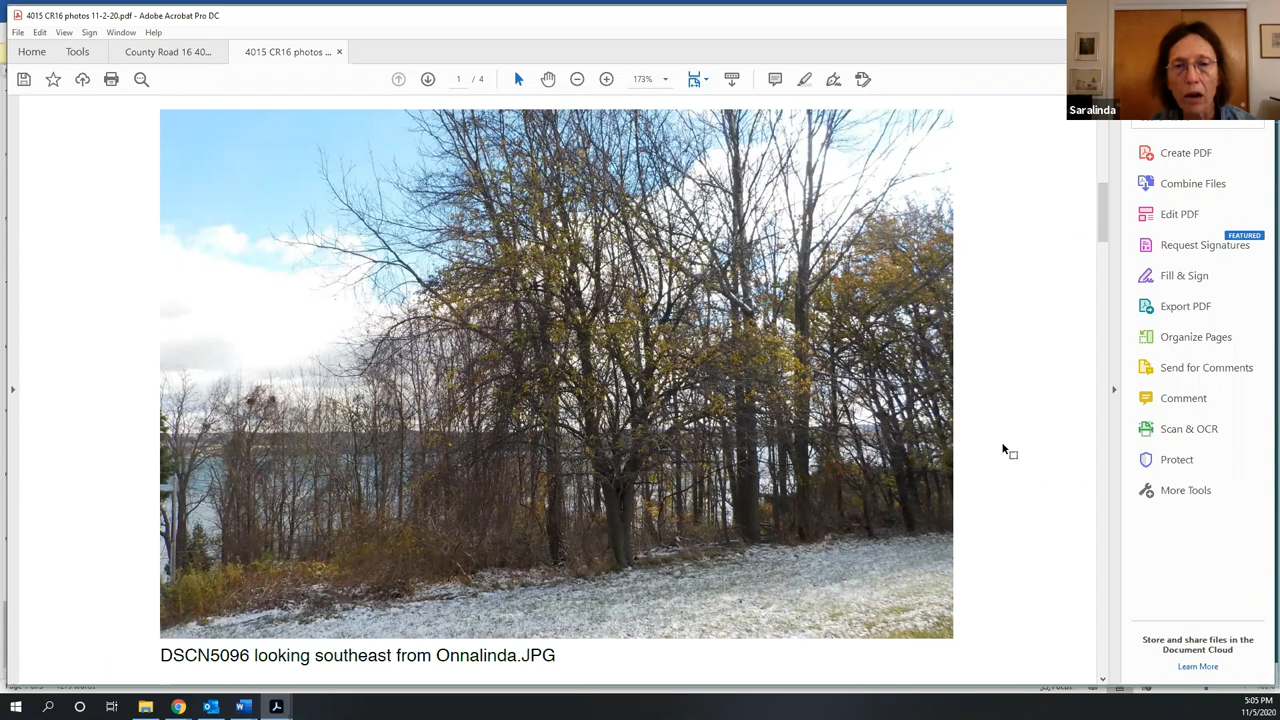 4015 CR16 photos 11-2-20.pdf - Adobe Acrobat Pro DC
File Edit View Sign Window Help
Home Tools County Road 16 40... 4015 CR16 photos ... ×
1 / 4 173%
Saralinda
Create PDF
Combine Files
Edit PDF
FEATURED
Request Signatures
Fill & Sign
Export PDF
Organize Pages
Send for Comments
Comment
Scan & OCR
Protect
More Tools
DSCN5096 looking southeast from Onnalinda.JPG
Store and share files in the
Document Cloud
Learn More
5:05 PM
11/5/2020